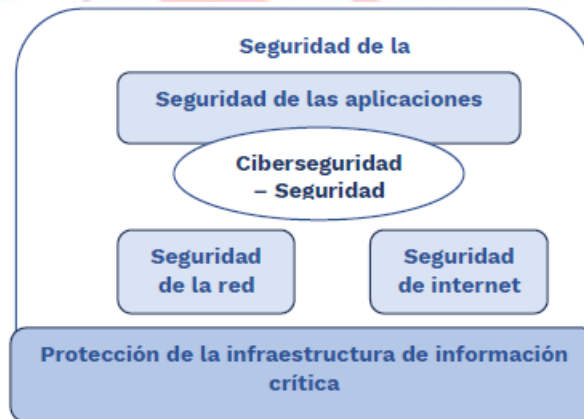 Seguridad de la
Seguridad de las aplicaciones
Ciberseguridad
– Seguridad
Seguridad
de la red
Seguridad
de internet
Protección de la infraestructura de información
crítica